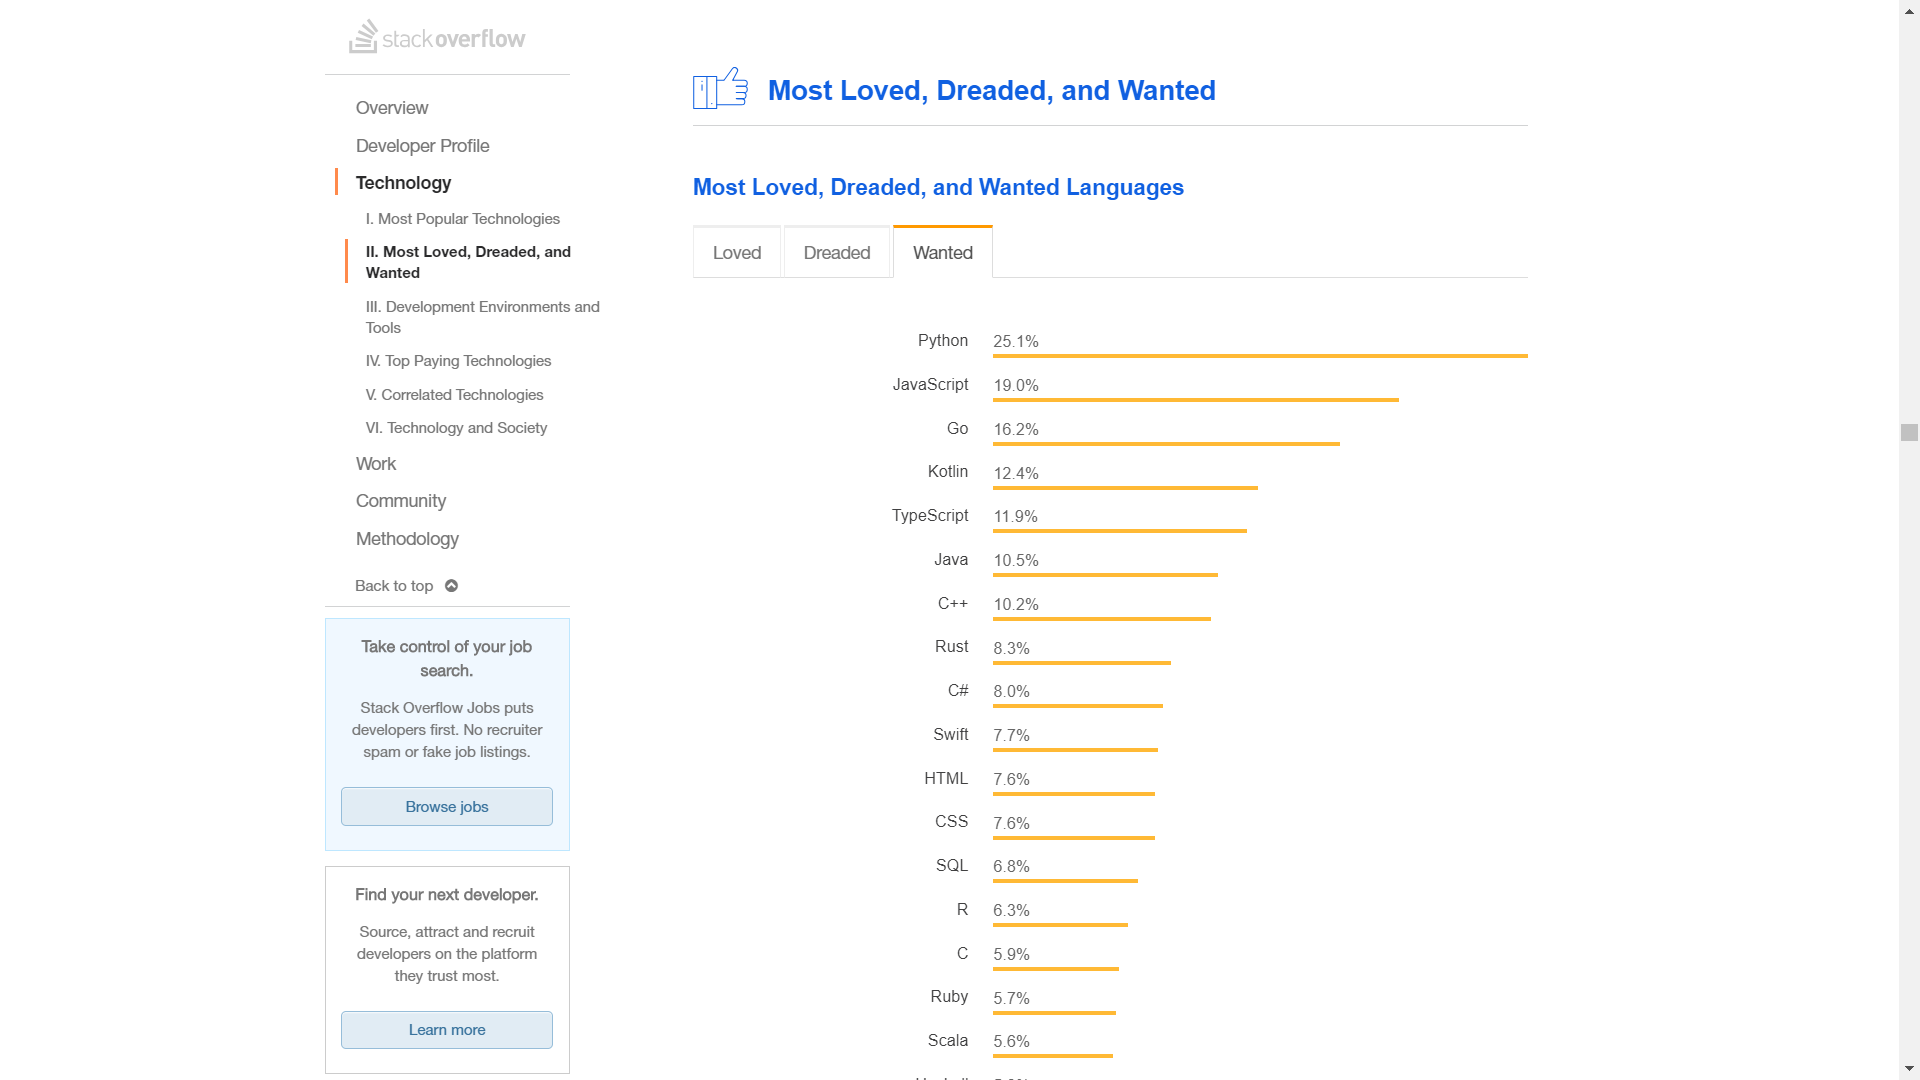 stackoverflow
Overview
Developer Profile
Technology
I. Most Popular Technologies
II. Most Loved, Dreaded, and
Wanted
III. Development Environments and
Tools
IV. Top Paying Technologies
V. Correlated Technologies
VI. Technology and Society
Work
Community
Methodology
Back to top
Take control of your job
search.
Stack Overflow Jobs puts
developers first. No recruiter
spam or fake job listings.
Browse jobs
Find your next developer.
Source, attract and recruit
developers on the platform
they trust most.
Learn more
Most Loved, Dreaded, and Wanted
Most Loved, Dreaded, and Wanted Languages
Loved Dreaded Wanted
Python 25.1%
JavaScript 19.0%
Go 16.2%
Kotlin 12.4%
TypeScript 11.9%
Java 10.5%
C++ 10.2%
Rust 8.3%
C# 8.0%
Swift 7.7%
HTML 7.6%
CSS 7.6%
SQL 6.8%
R 6.3%
C 5.9%
Ruby 5.7%
Scala 5.6%